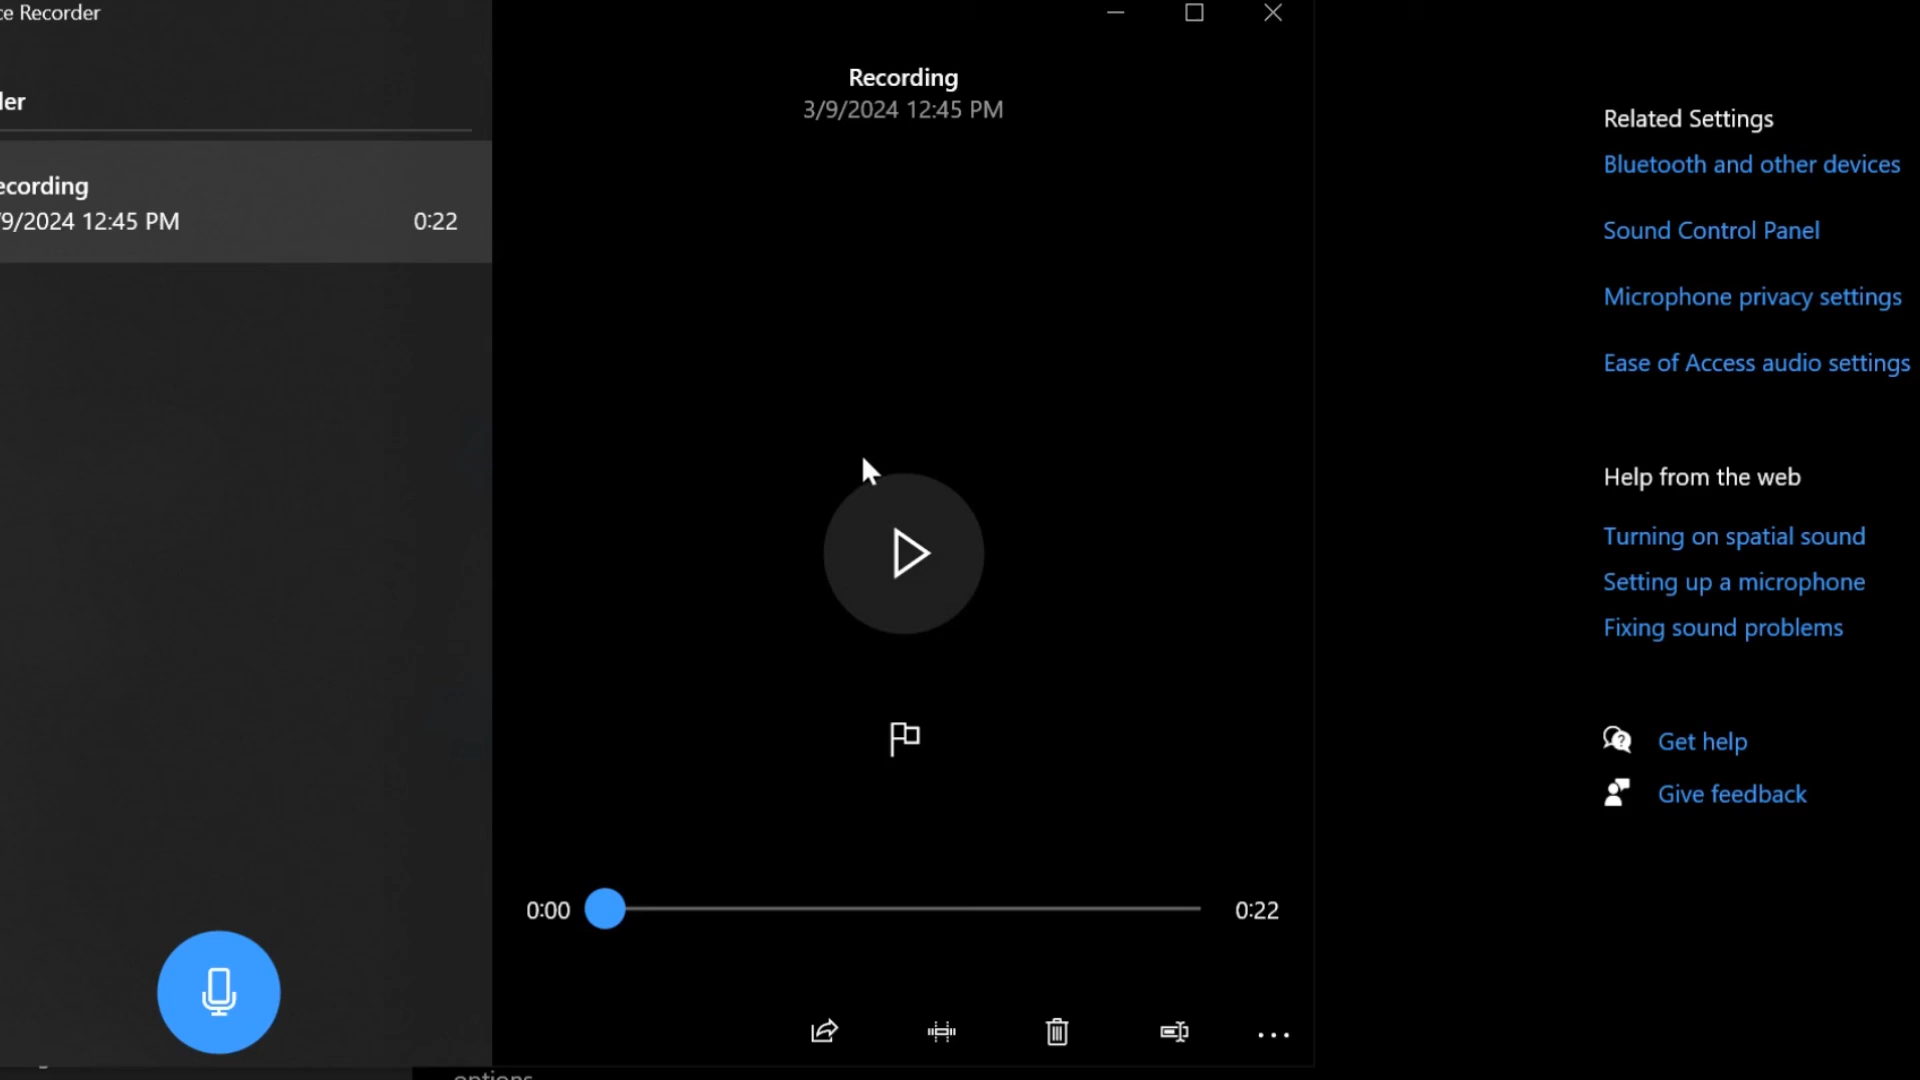 ce Recorder
der
ecording
/9/2024 12:45 PM
0:22
Recording
3/9/2024 12:45 PM
0:00
0:22
Related Settings
Bluetooth and other devices
Sound Control Panel
Microphone privacy settings
Ease of Access audio settings
Help from the web
Turning on spatial sound
Setting up a microphone
Fixing sound problems
Get help
Give feedback
options